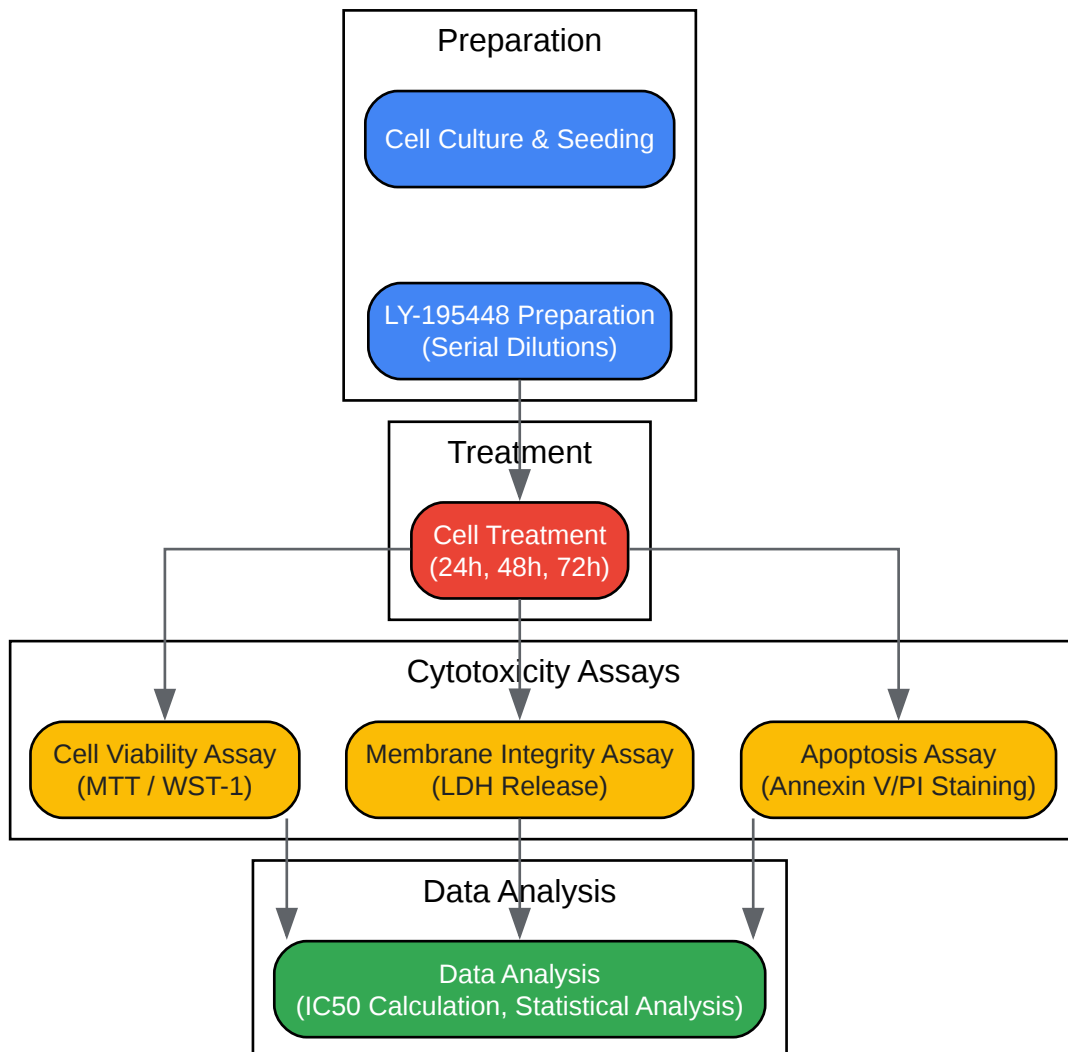 Preparation
Cell Culture & Seeding
LY-195448 Preparation
(Serial Dilutions)
Treatment
Cell Treatment
(24h, 48h, 72h)
Cytotoxicity Assays
Cell Viability Assay
(MTT / WST-1)
Membrane Integrity Assay
(LDH Release)
Apoptosis Assay
(Annexin V/PI Staining)
Data Analysis
Data Analysis
(IC50 Calculation, Statistical Analysis)